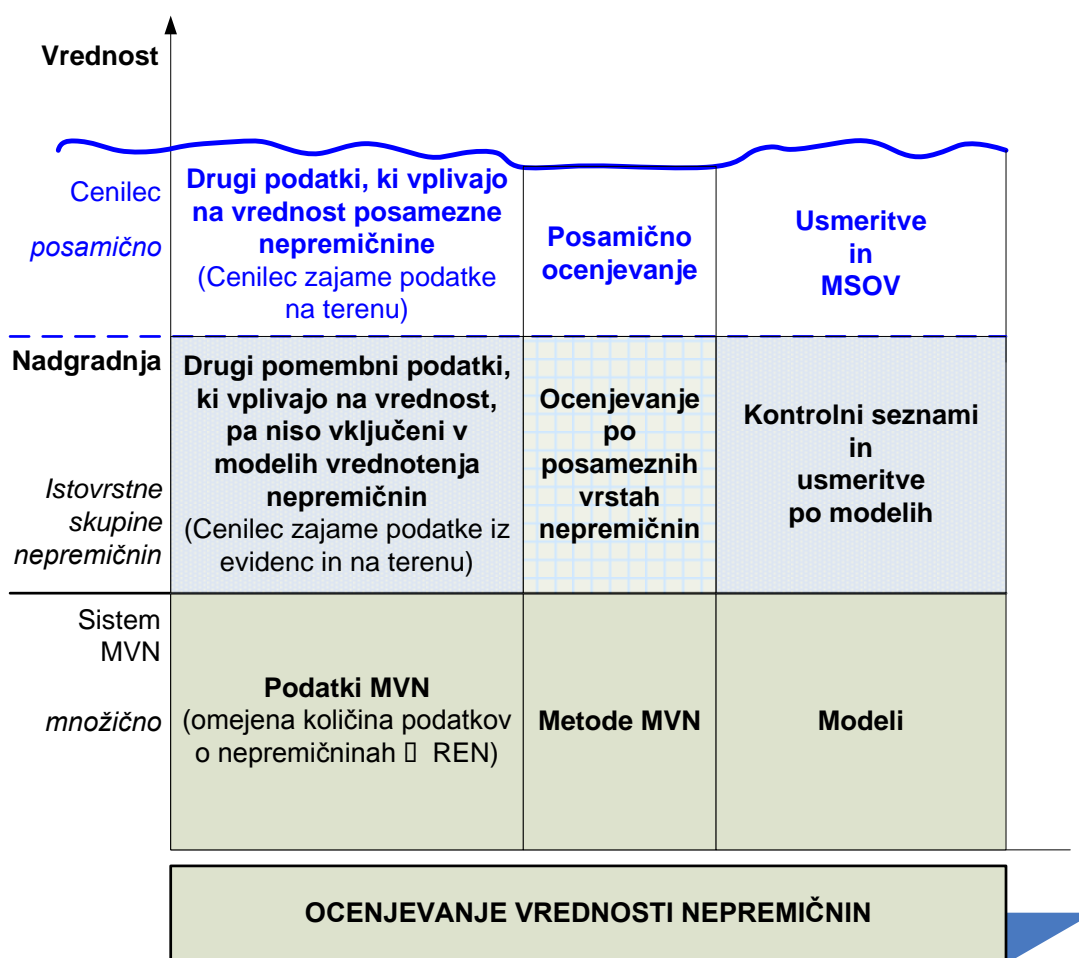 Vrednost
Cenilec
posamično
Drugi podatki, ki vplivajo
na vrednost posamezne
nepremičnine
(Cenilec zajame podatke
na terenu)
Posamično
ocenjevanje
Usmeritve
in
MSOV
Nadgradnja
Istovrstne
skupine
nepremičnin
Drugi pomembni podatki,
ki vplivajo na vrednost,
pa niso vključeni v
modelih vrednotenja
nepremičnin
(Cenilec zajame podatke iz
evidenc in na terenu)
Ocenjevanje
po
posameznih
vrstah
nepremičnin
Kontrolni seznami
in
usmeritve
po modelih
Sistem
MVN
množično
Podatki MVN
(omejena količina podatkov
o nepremičninah ▯ REN)
Metode MVN
Modeli
OCENJEVANJE VREDNOSTI NEPREMIČNIN